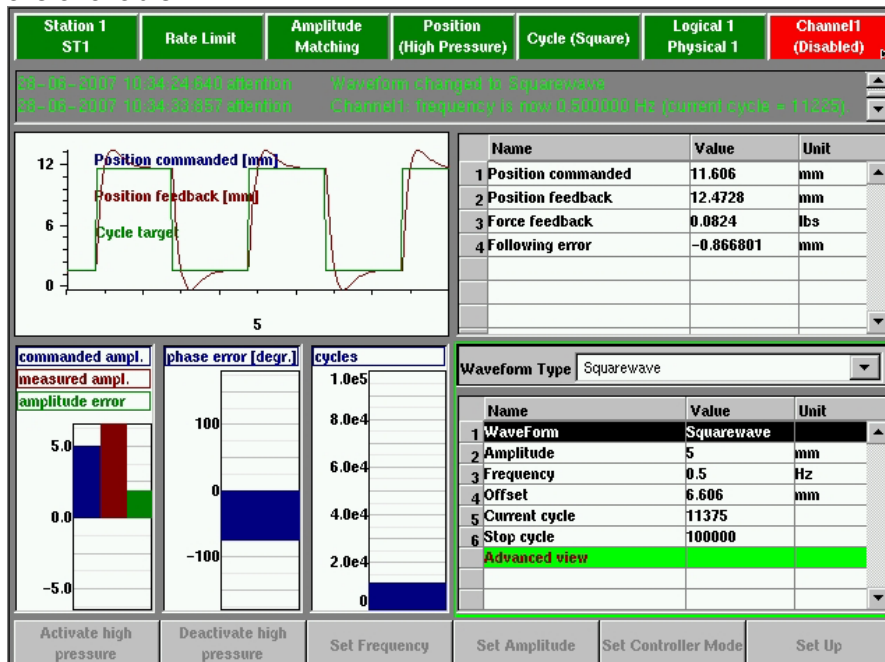 Station 1
ST1
Rate Limit
Amplitude
Matching
Position
(High Pressure)
Cycle (Square)
Logical 1
Physical 1
Channel1
(Disabled)
28-06-2007 10:34:24:640 attention Waveform changed to Squarewave
28-06-2007 10:34:33:857 attention Channel1: frequency is now 0.500000 Hz (current cycle = 11225)
12
6
0
Position commanded [mm]
Position feedback [mm]
Cycle target
5
Name Value Unit
1 Position commanded 11.606 mm
2 Position feedback 12.4728 mm
3 Force feedback 0.0824 lbs
4 Following error -0.866801 mm
commanded ampl.
measured ampl.
amplitude error
5.0
0.0
-5.0
phase error [degr.]
100
0
-100
cycles
1.0e5
8.0e4
6.0e4
4.0e4
2.0e4
0
Waveform Type Squarewave
Name Value Unit
1 WaveForm Squarewave
2 Amplitude 5 mm
3 Frequency 0.5 Hz
4 Offset 6.606 mm
5 Current cycle 11375
6 Stop cycle 100000
Advanced view
Activate high
pressure
Deactivate high
pressure
Set Frequency
Set Amplitude
Set Controller Mode
Set Up